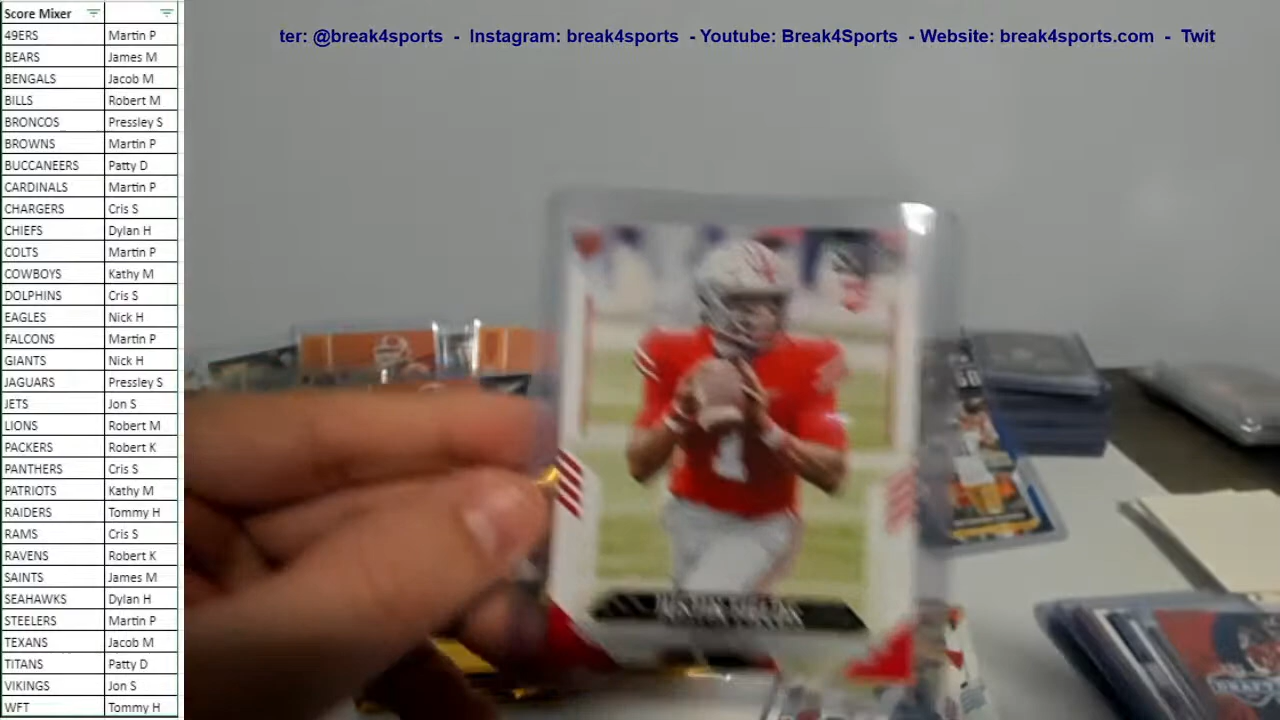 ter: @break4sports - Instagram: break4sports - Youtube: Break4Sports - Website: break4sports.com - Twit
Score Mixer
49ERS Martin P
BEARS James M
BENGALS Jacob M
BILLS Robert M
BRONCOS Pressley S
BROWNS Martin P
BUCCANEERS Patty D
CARDINALS Martin P
CHARGERS Cris S
CHIEFS Dylan H
COLTS Martin P
COWBOYS Kathy M
DOLPHINS Cris S
EAGLES Nick H
FALCONS Martin P
GIANTS Nick H
JAGUARS Pressley S
JETS Jon S
LIONS Robert M
PACKERS Robert K
PANTHERS Cris S
PATRIOTS Kathy M
RAIDERS Tommy H
RAMS Cris S
RAVENS Robert K
SAINTS James M
SEAHAWKS Dylan H
STEELERS Martin P
TEXANS Jacob M
TITANS Patty D
VIKINGS Jon S
WFT Tommy H
1